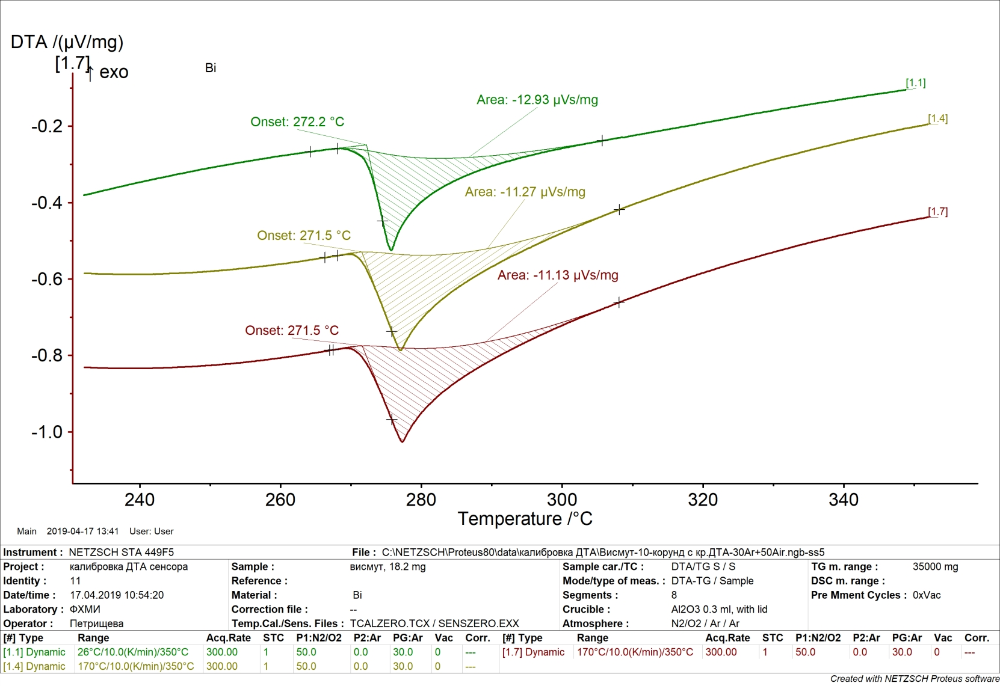 DTA /(µV/mg)
[1.7]
↑ exo
Bi
[1.1]
Area: -12.93 µVs/mg
[1.4]
Onset: 272.2 °C
-0.2
Area: -11.27 µVs/mg
-0.4
[1.7]
Onset: 271.5 °C
Area: -11.13 µVs/mg
-0.6
Onset: 271.5 °C
-0.8
-1.0
240 260 280 300 320 340
Temperature /°C
Main 2019-04-17 13:41 User: User
Instrument : NETZSCH STA 449F5 File : C:\NETZSCH\Proteus80\data\калибровка ДТА\Висмут-10-корунд с кр.ДТА-30Ar+50Air.ngb-ss5
Project : калибровка ДТА сенсора Sample : висмут, 18.2 mg Sample car./TC : DTA/TG S / S TG m. range : 35000 mg
Identity : 11 Reference : Mode/type of meas. : DTA-TG / Sample DSC m. range :
Date/time : 17.04.2019 10:54:20 Material : Bi Segments : 8 Pre Mment Cycles : 0xVac
Laboratory : ФХМИ Correction file : -- Crucible : Al2O3 0.3 ml, with lid
Operator : Петрищева Temp.Cal./Sens. Files : TCALZERO.TCX / SENSZERO.EXX Atmosphere : N2/O2 / Ar / Ar
[#] Type Range Acq.Rate STC P1:N2/O2 P2:Ar PG:Ar Vac Corr. [#] Type Range Acq.Rate STC P1:N2/O2 P2:Ar PG:Ar Vac Corr.
[1.1] Dynamic 26°C/10.0(K/min)/350°C 300.00 1 50.0 0.0 30.0 0 --- [1.7] Dynamic 170°C/10.0(K/min)/350°C 300.00 1 50.0 0.0 30.0 0 ---
[1.4] Dynamic 170°C/10.0(K/min)/350°C 300.00 1 50.0 0.0 30.0 0 ---
Created with NETZSCH Proteus software